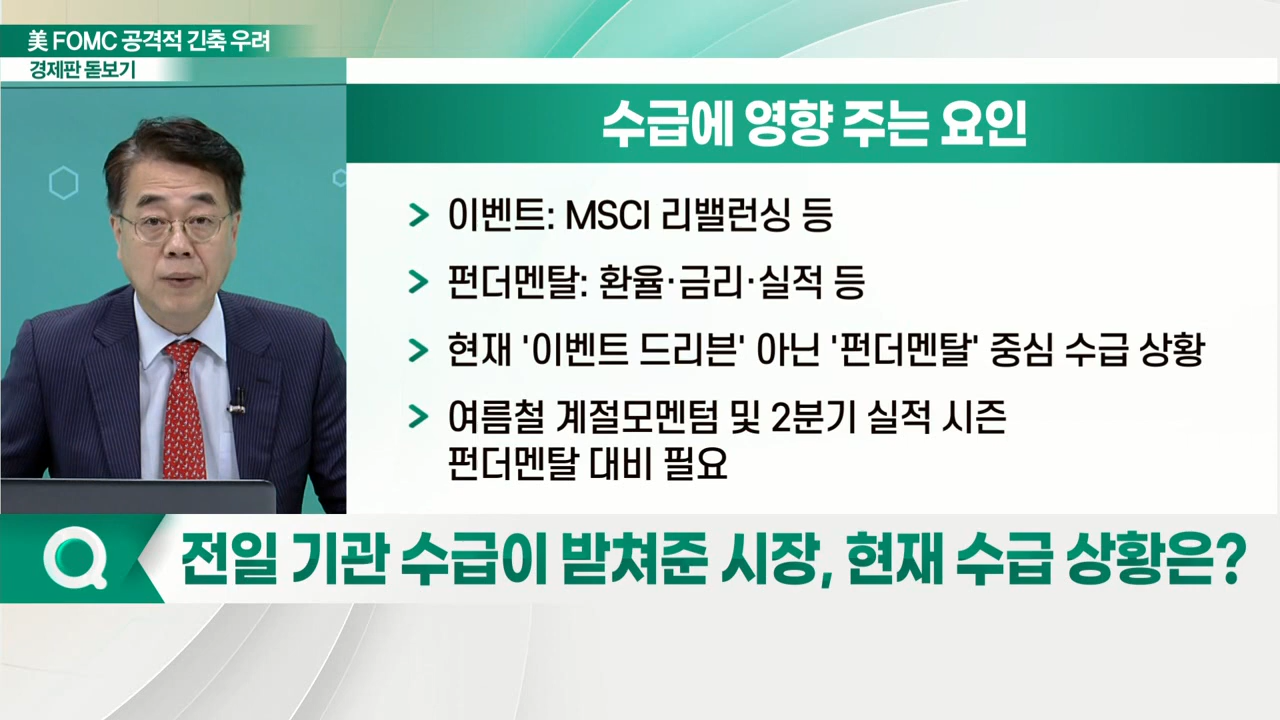 美 FOMC 공격적 긴축 우려
경제판 돋보기
수급에 영향 주는 요인
> 이벤트: MSCI 리밸런싱 등
> 펀더멘탈: 환율·금리·실적 등
> 현재 '이벤트 드리븐' 아닌 '펀더멘탈' 중심 수급 상황
> 여름철 계절모멘텀 및 2분기 실적 시즌
펀더멘탈 대비 필요
Q 전일 기관 수급이 받쳐준 시장, 현재 수급 상황은?